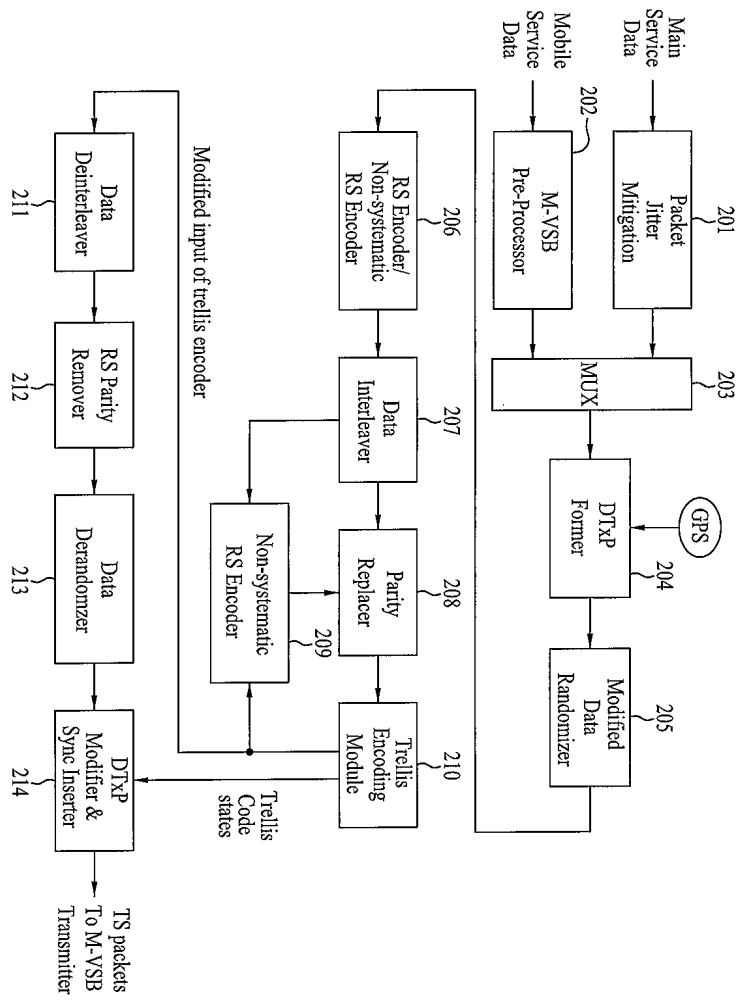 Main
Service
Data
Packet
Jitter
Mitigation
201
Mobile
Service
Data
M-VSB
Pre-Processor
202
MUX
203
GPS
DTxP
Former
204
Modified
Data
Randomizer
205
RS Encoder/
Non-systematic
RS Encoder
206
Data
Interleaver
207
Parity
Replacer
208
Non-systematic
RS Encoder
209
Trellis
Encoding
Module
210
Modified input of trellis encoder
Trellis
Code
states
Data
Deinterleaver
211
RS Parity
Remover
212
Data
Derandomzer
213
DTxP
Modifier &
Sync Inserter
214
TS packets
To M-VSB
Transmitter